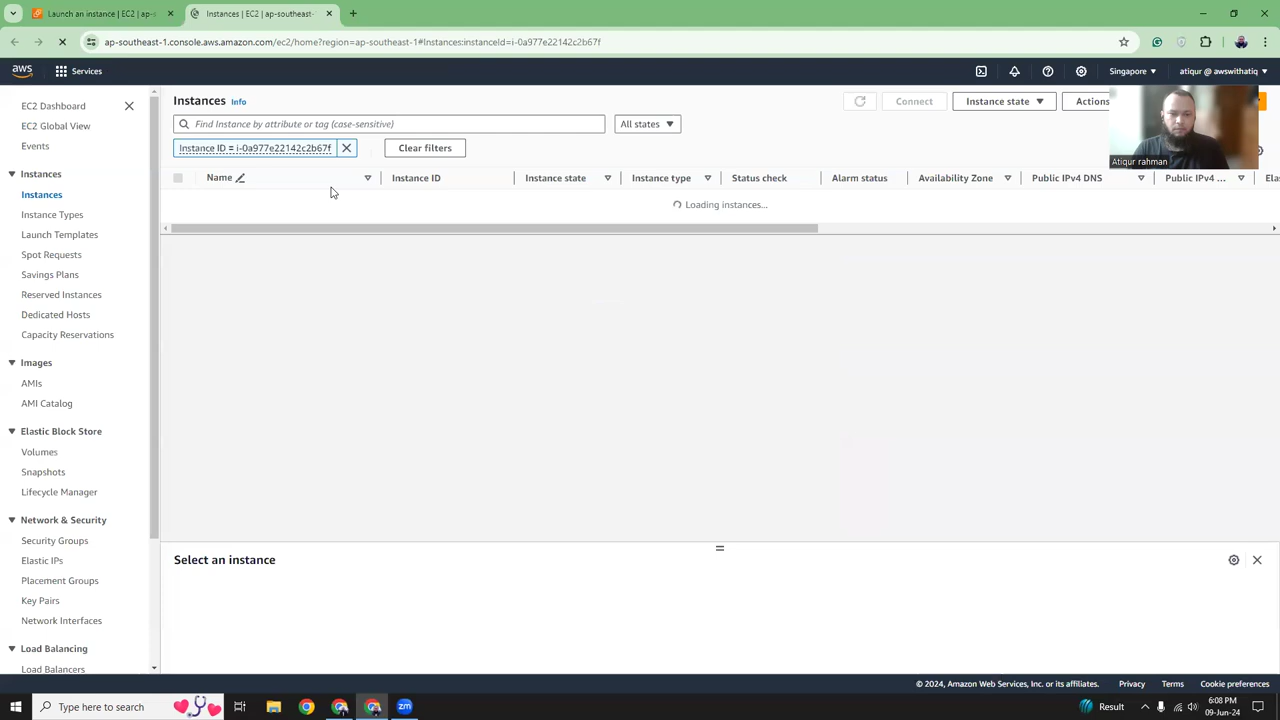 Launch an instance | EC2 | ap-s
Instances | EC2 | ap-southeast-
ap-southeast-1.console.aws.amazon.com/ec2/home?region=ap-southeast-1#Instances:instanceId=i-0a977e22142c2b67f
aws
Services
Singapore
atiqur @ awswithatiq
EC2 Dashboard
EC2 Global View
Events
Instances
Instances
Instance Types
Launch Templates
Spot Requests
Savings Plans
Reserved Instances
Dedicated Hosts
Capacity Reservations
Images
AMIs
AMI Catalog
Elastic Block Store
Volumes
Snapshots
Lifecycle Manager
Network & Security
Security Groups
Elastic IPs
Placement Groups
Key Pairs
Network Interfaces
Load Balancing
Load Balancers
Instances Info
Connect
Instance state
Actions
Find Instance by attribute or tag (case-sensitive)
All states
Instance ID = i-0a977e22142c2b67f
Clear filters
Atiqur rahman
Name
Instance ID
Instance state
Instance type
Status check
Alarm status
Availability Zone
Public IPv4 DNS
Public IPv4 ...
Elas
Loading instances...
Select an instance
© 2024, Amazon Web Services, Inc. or its affiliates.
Privacy
Terms
Cookie preferences
Type here to search
zm
Result
6:08 PM
09-Jun-24